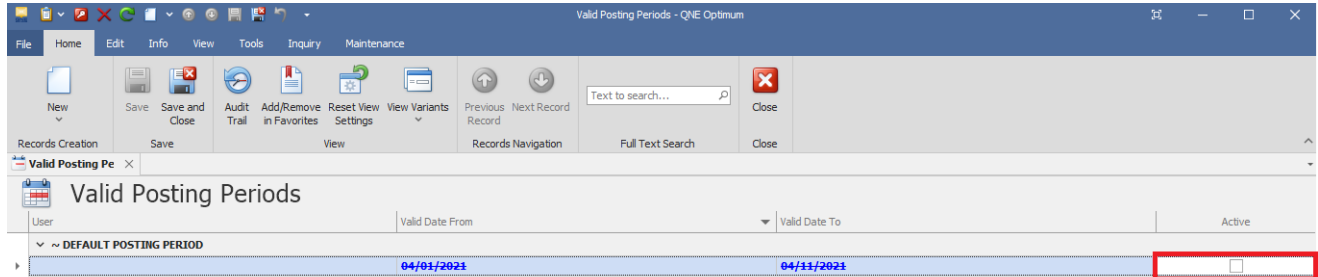 Valid Posting Periods - QNE Optimum
File Home Edit Info View Tools Inquiry Maintenance
New Save Save and Close Audit Trail Add/Remove in Favorites Reset View Settings View Variants Previous Record Next Record Text to search... Close
Records Creation Save View Records Navigation Full Text Search Close
Valid Posting Pe
Valid Posting Periods
User Valid Date From Valid Date To Active
~ DEFAULT POSTING PERIOD
04/01/2021 04/11/2021